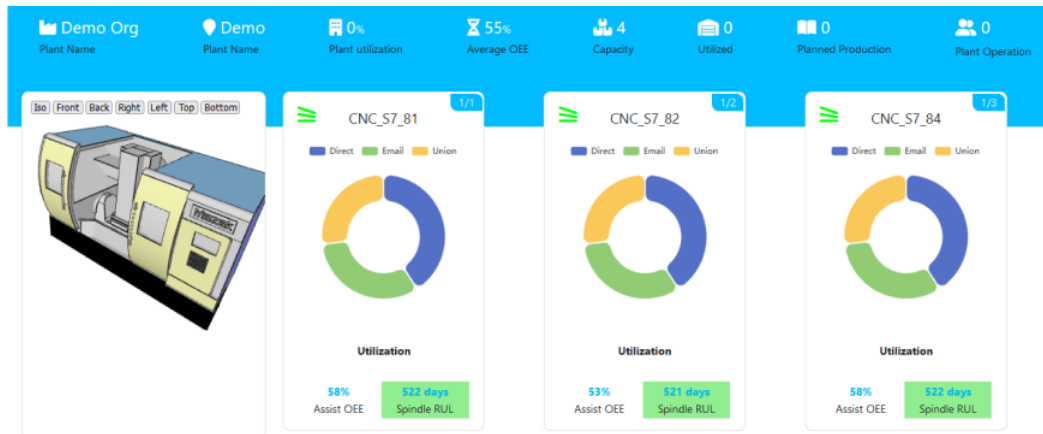 Demo Org
Plant Name
Demo
Plant Name
0%
Plant utilization
55%
Average OEE
4
Capacity
0
Utilized
0
Planned Production
0
Plant Operation
Iso Front Back Right Left Top Bottom
1/1
CNC_S7_81
Direct Email Union
Utilization
58%
Assist OEE
522 days
Spindle RUL
1/2
CNC_S7_82
Direct Email Union
Utilization
53%
Assist OEE
521 days
Spindle RUL
1/3
CNC_S7_84
Direct Email Union
Utilization
58%
Assist OEE
522 days
Spindle RUL